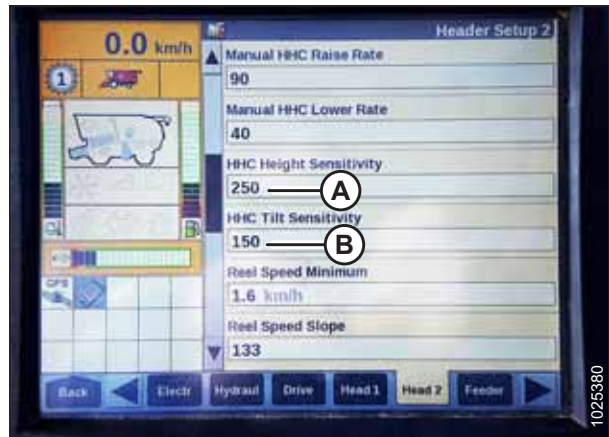 0.0 km/h
Header Setup 2
1
Manual HHC Raise Rate
90
Manual HHC Lower Rate
40
HHC Height Sensitivity
250
A
HHC Tilt Sensitivity
150
B
Reel Speed Minimum
1.6 km/h
GPS
Reel Speed Slope
133
Back
Electr
Hydraul
Drive
Head 1
Head 2
Feeder
1025380